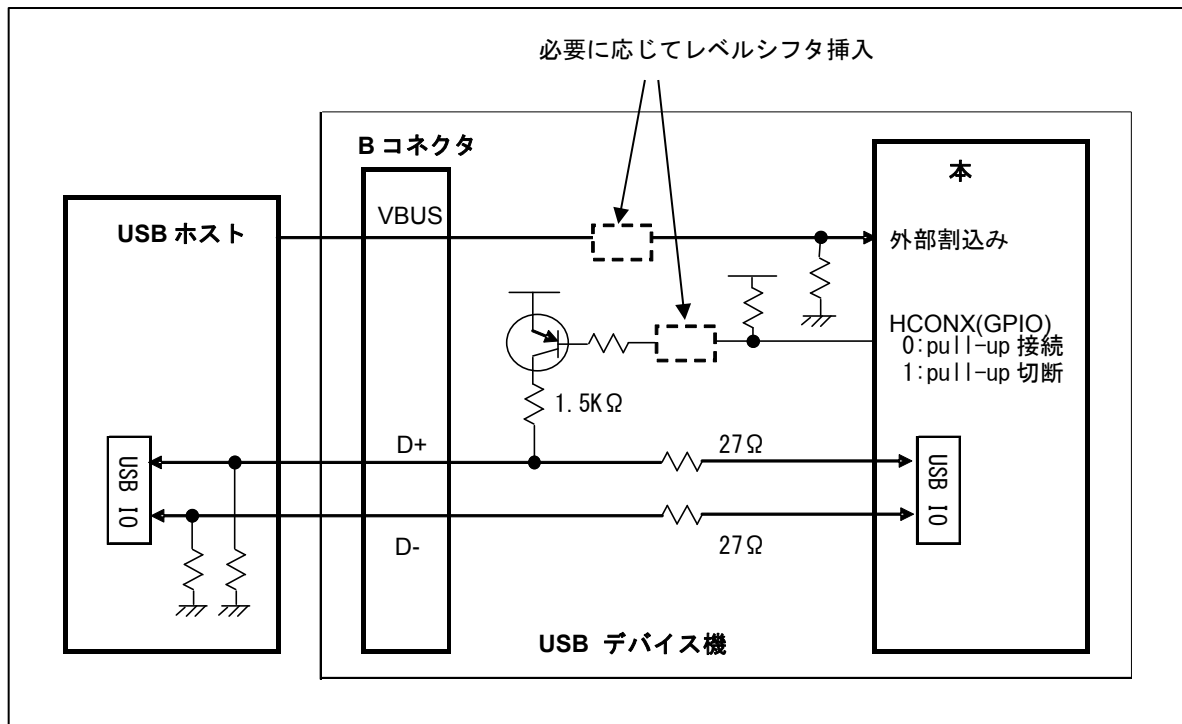 必要に応じてレベルシフタ挿入
B コネクタ
本
VBUS
USB ホスト
外部割込み
HCONX(GPIO)
0:pull-up 接続
1:pull-up 切断
1.5KΩ
D+
27Ω
USB IO
USB IO
D-
27Ω
USB デバイス機